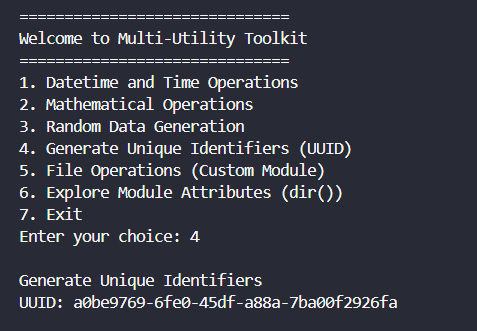 ==============================
Welcome to Multi-Utility Toolkit
==============================
1. Datetime and Time Operations
2. Mathematical Operations
3. Random Data Generation
4. Generate Unique Identifiers (UUID)
5. File Operations (Custom Module)
6. Explore Module Attributes (dir())
7. Exit
Enter your choice: 4
Generate Unique Identifiers
UUID: a0be9769-6fe0-45df-a88a-7ba00f2926fa